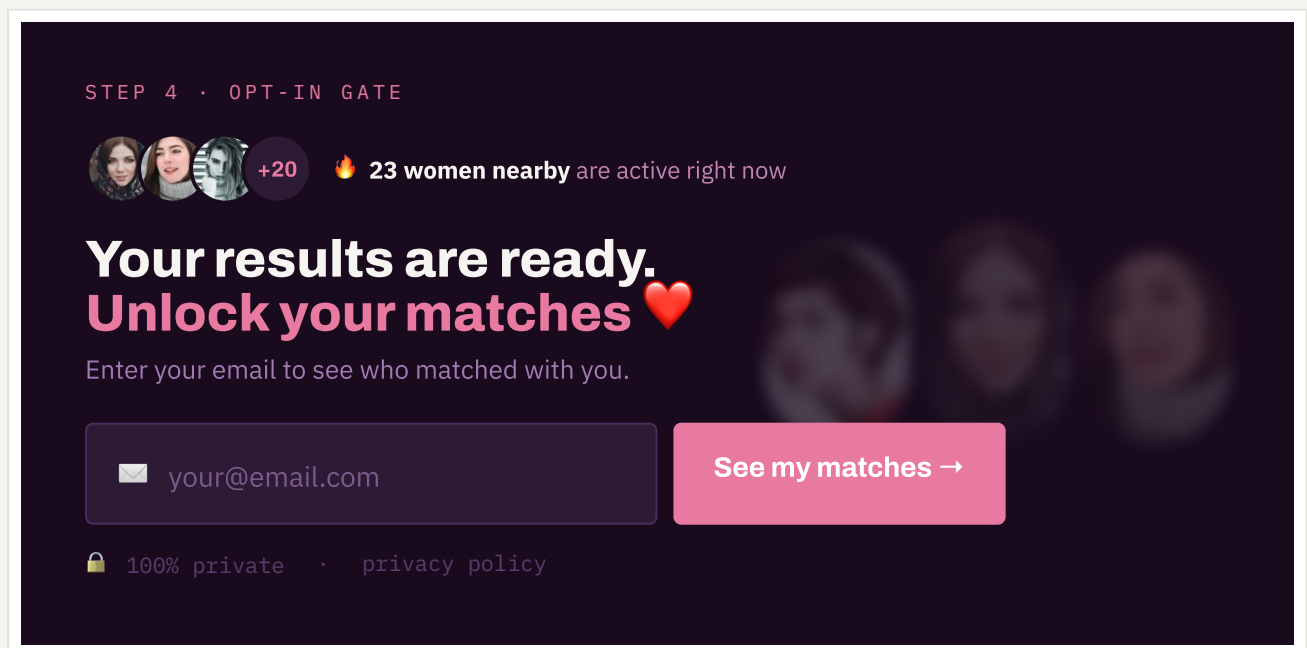 STEP 4 · OPT-IN GATE
+20 🔥 23 women nearby are active right now
Your results are ready.
Unlock your matches ❤️
Enter your email to see who matched with you.
✉️ your@email.com
See my matches →
🔒 100% private · privacy policy